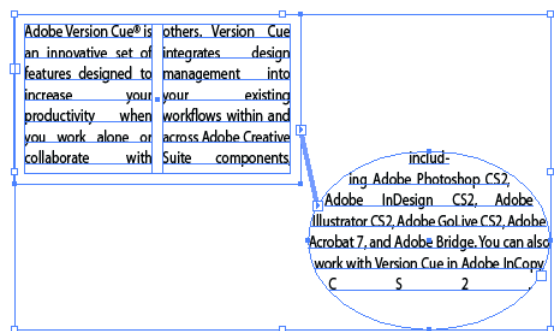 Adobe Version Cue® is
an innovative set of
features designed to
increase your
productivity when
you work alone or
collaborate with
others. Version Cue
integrates design
management into
your existing
workflows within and
across Adobe Creative
Suite components,
includ-
ing Adobe Photoshop CS2,
Adobe InDesign CS2, Adobe
Illustrator CS2, Adobe GoLive CS2, Adobe
Acrobat 7, and Adobe Bridge. You can also
work with Version Cue in Adobe InCopy
C S 2 .